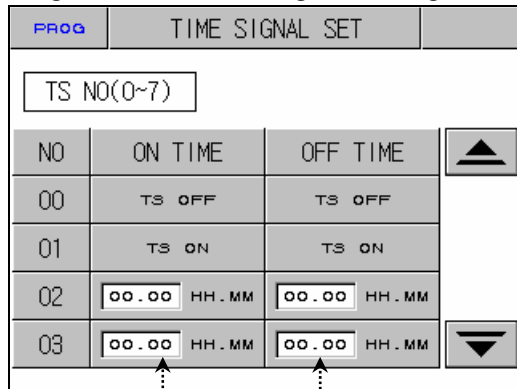 PROG TIME SIGNAL SET
TS NO(0~7)
NO ON TIME OFF TIME
00 TS OFF TS OFF
01 TS ON TS ON
02 00.00 HH.MM 00.00 HH.MM
03 00.00 HH.MM 00.00 HH.MM